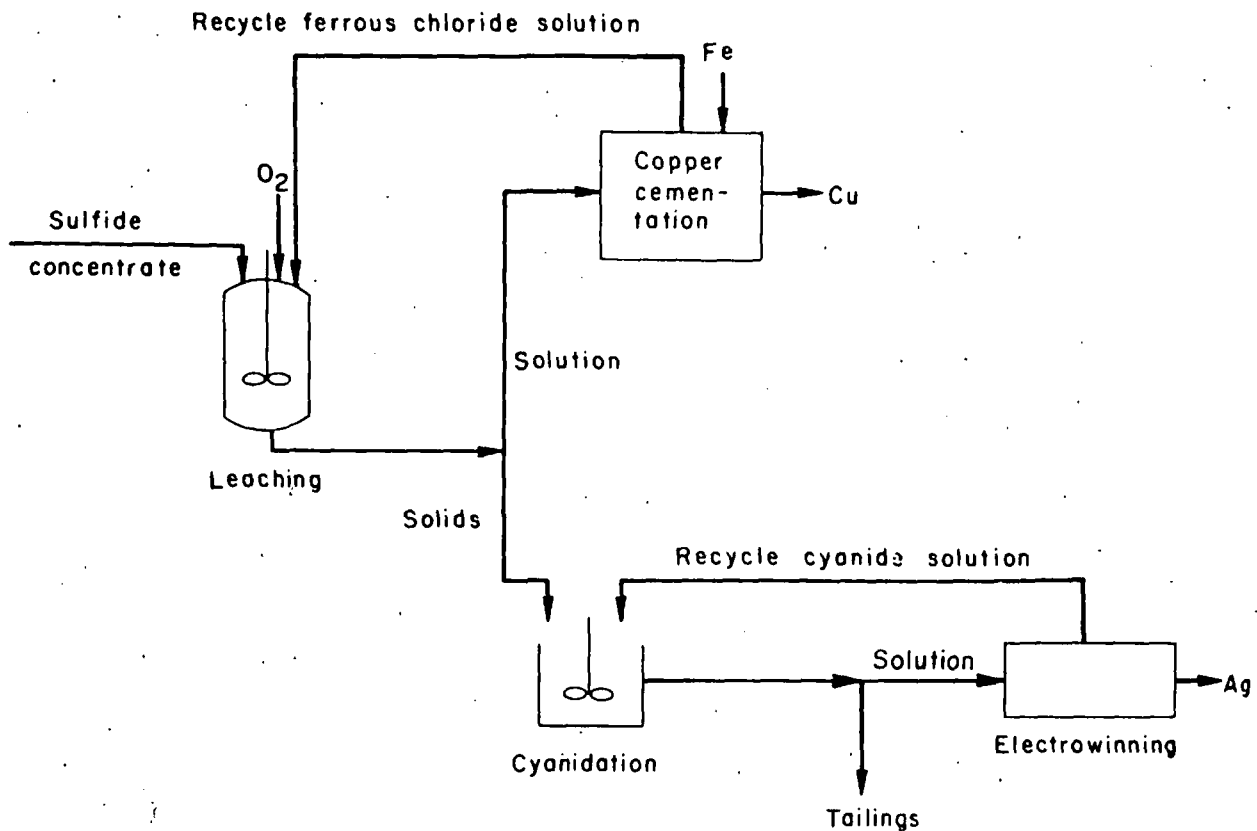 Recycle ferrous chloride solution
Fe
O2
Copper
cemen-
tation
Cu
Sulfide
concentrate
Solution
Leaching
Solids
Recycle cyanide solution
Solution
Ag
Electrowinning
Cyanidation
Tailings